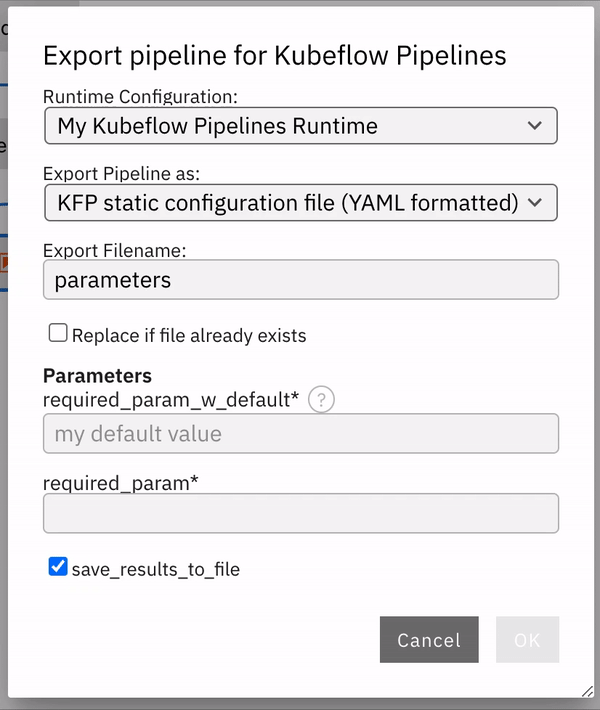 Export pipeline for Kubeflow Pipelines
Runtime Configuration:
My Kubeflow Pipelines Runtime
Export Pipeline as:
KFP static configuration file (YAML formatted)
Export Filename:
parameters
Replace if file already exists
Parameters
required_param_w_default* ?
my default value
required_param*
save_results_to_file
Cancel OK